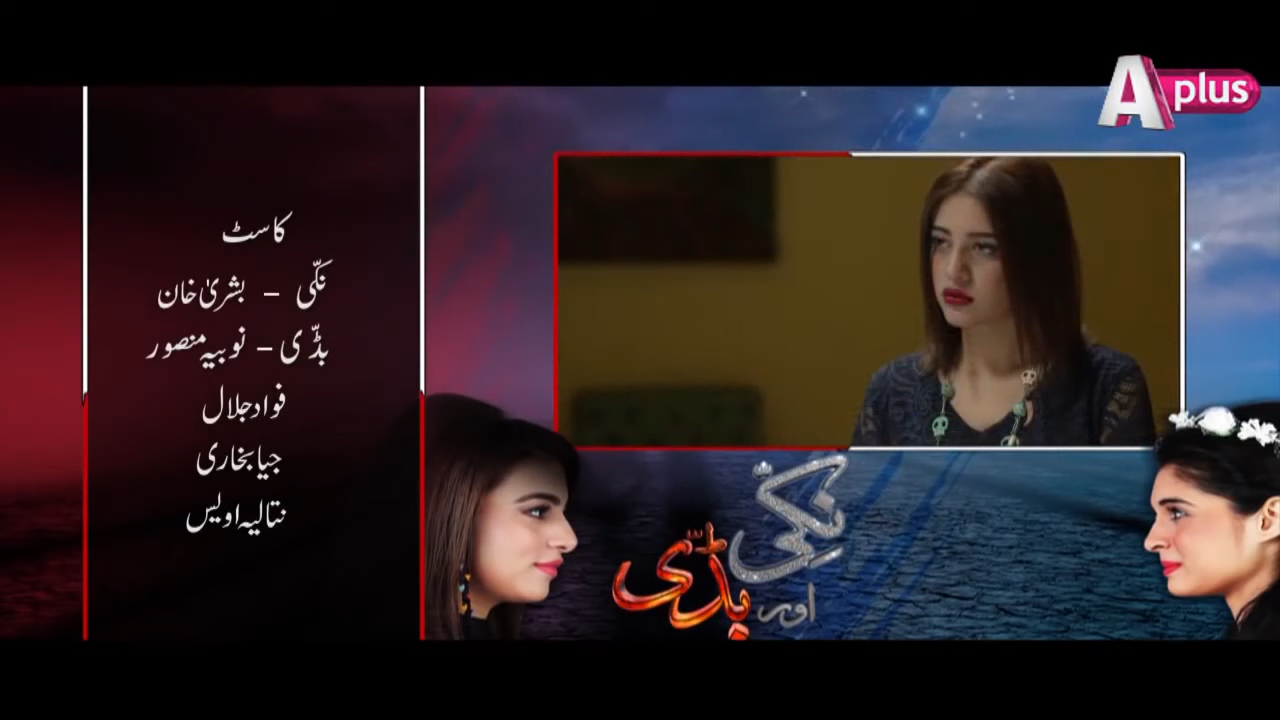 کاسٹ
نکّی – بشریٰ خان
بڈّی – نوبیہ منصور
فواد جلال
جیا بخاری
نتالیہ اویس
A plus
نکّی
اور
بڈّی